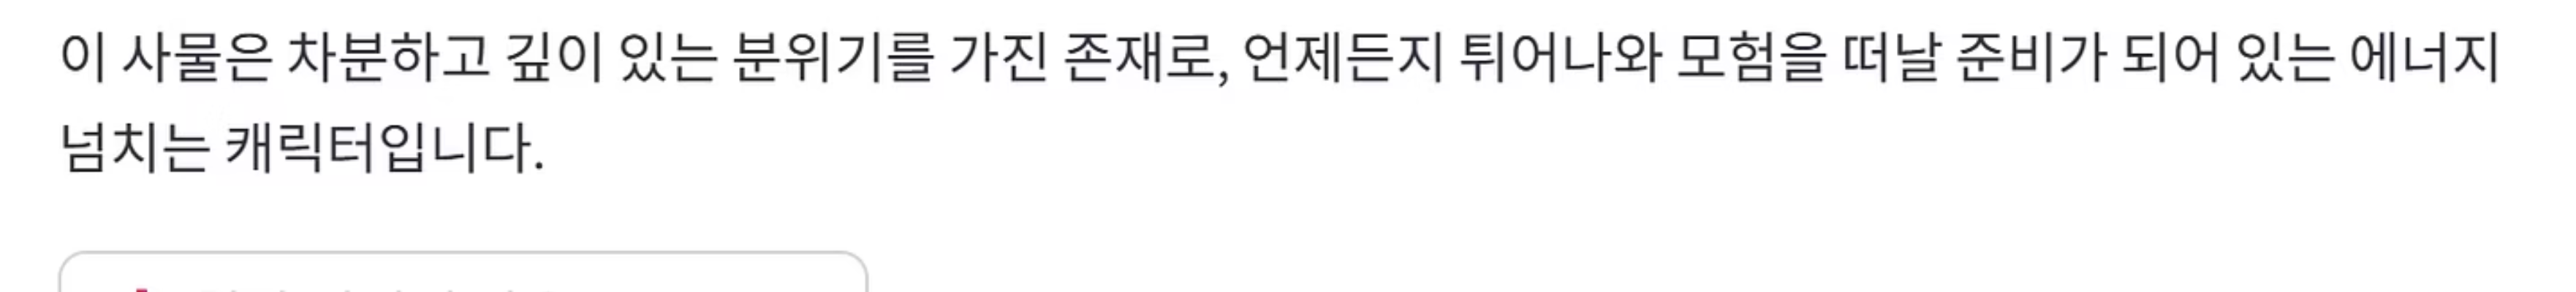 이 사물은 차분하고 깊이 있는 분위기를 가진 존재로, 언제든지 튀어나와 모험을 떠날 준비가 되어 있는 에너지
넘치는 캐릭터입니다.